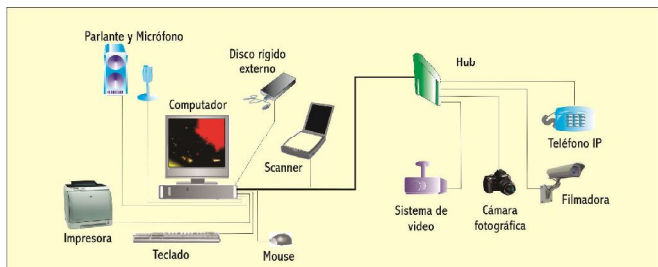 Parlante y Micrófono
Disco rígido
externo
Hub
Computador
Teléfono IP
Scanner
Sistema de
video
Cámara
fotográfica
Filmadora
Impresora
Teclado
Mouse